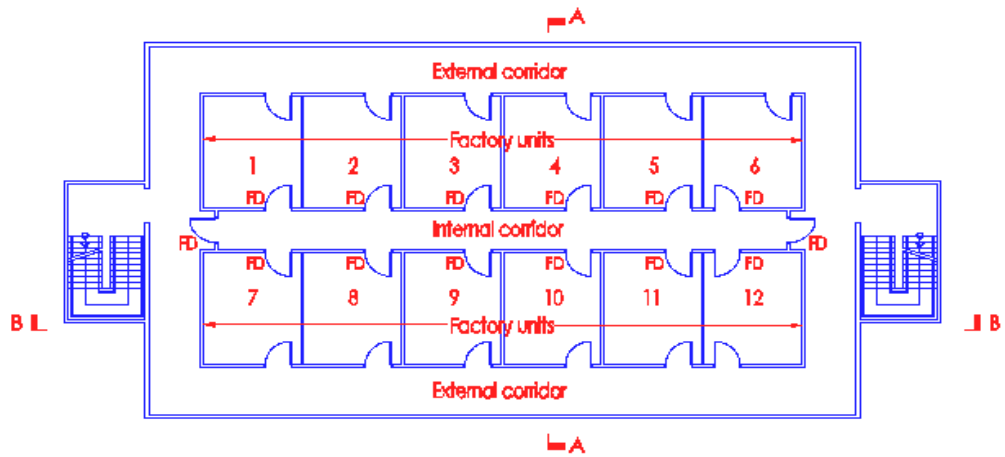 A
External corridor
Factory units
1 2 3 4 5 6
FD FD FD FD FD FD
Internal corridor
FD FD
FD FD FD FD FD FD
7 8 9 10 11 12
B B
Factory units
External corridor
A